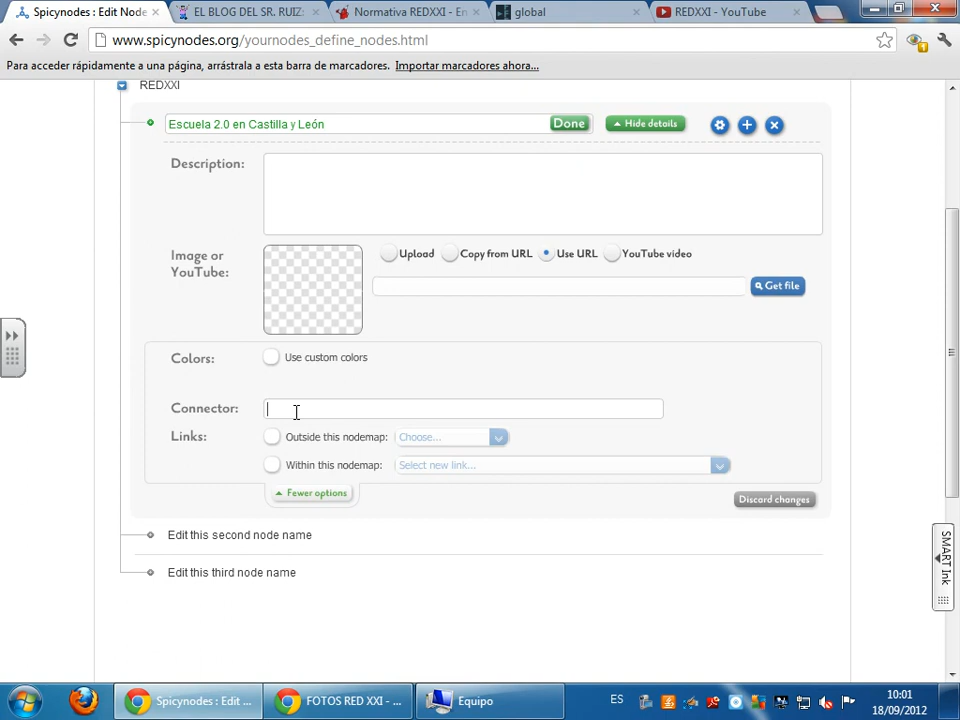 Spicynodes: Edit Node
EL BLOG DEL SR. RUIZ:
Normativa REDXXI - En
global
REDXXI - YouTube
www.spicynodes.org/yournodes_define_nodes.html
1
Para acceder rápidamente a una página, arrástrala a esta barra de marcadores. Importar marcadores ahora...
REDXXI
Escuela 2.0 en Castilla y León
Done
Hide details
Description:
Image or
YouTube:
Upload
Copy from URL
Use URL
YouTube video
Get file
Colors:
Use custom colors
Connector:
Links:
Outside this nodemap:
Choose...
Within this nodemap:
Select new link...
Fewer options
Discard changes
Edit this second node name
Edit this third node name
SMART Ink
Spicynodes : Edit ...
FOTOS RED XXI - ...
Equipo
ES
10:01
18/09/2012